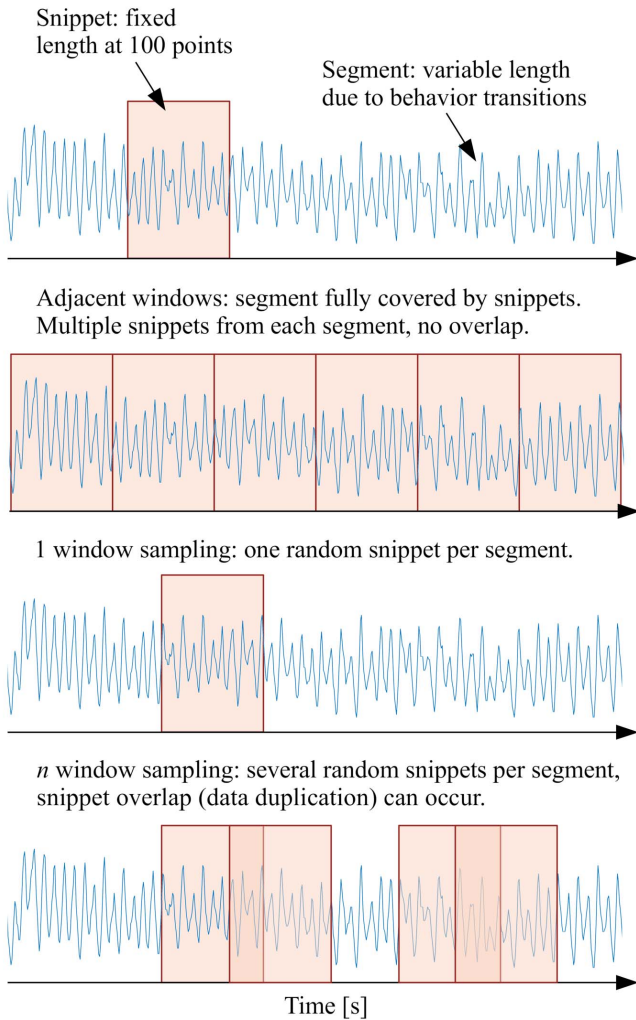 Snippet: fixed
length at 100 points
Segment: variable length
due to behavior transitions
Adjacent windows: segment fully covered by snippets.
Multiple snippets from each segment, no overlap.
1 window sampling: one random snippet per segment.
n window sampling: several random snippets per segment,
snippet overlap (data duplication) can occur.
Time [s]